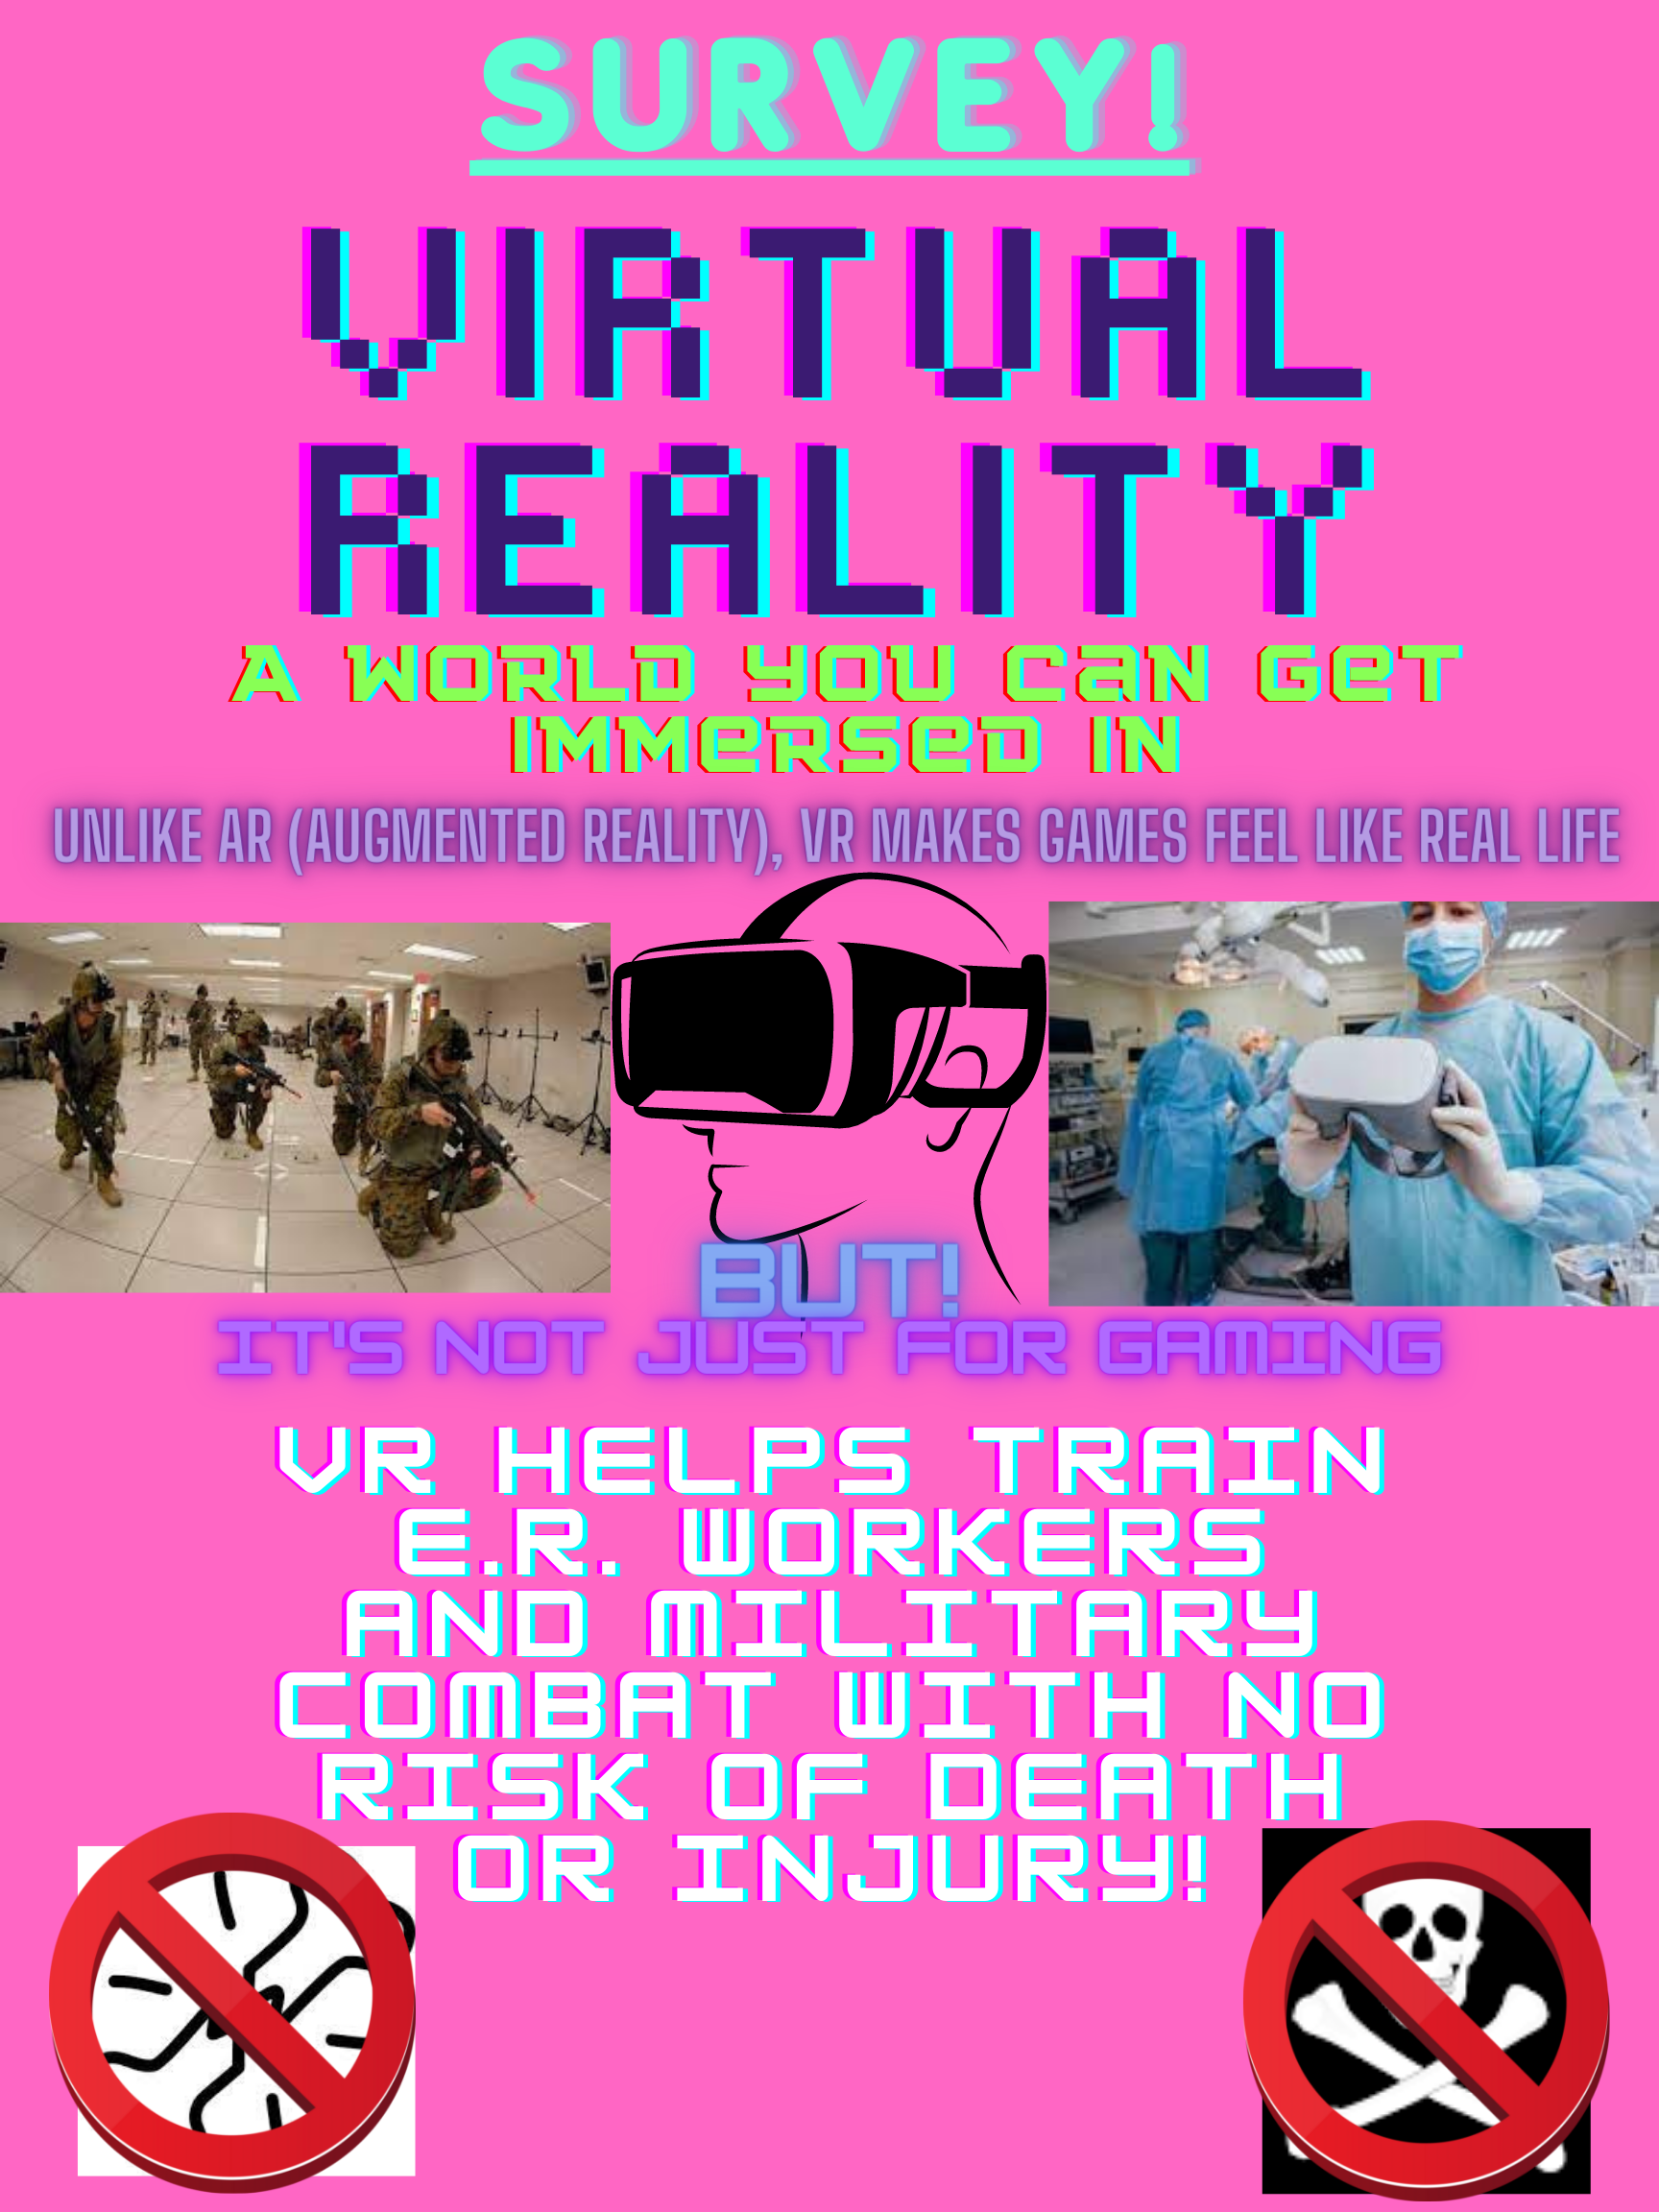 SURVEY!
VIRTUAL
REALITY
A WORLD YOU CAN GET
IMMERSED IN
UNLIKE AR (AUGMENTED REALITY), VR MAKES GAMES FEEL LIKE REAL LIFE
BUT!
IT'S NOT JUST FOR GAMING
VR HELPS TRAIN
E.R. WORKERS
AND MILITARY
COMBAT WITH NO
RISK OF DEATH
OR INJURY!